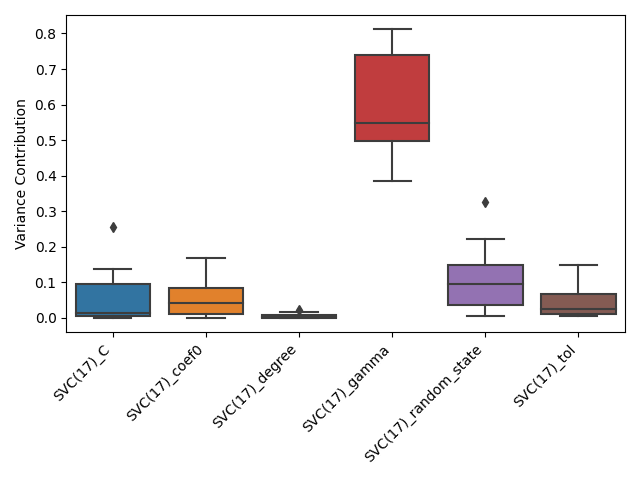 Variance Contribution
0.8
0.7
0.6
0.5
0.4
0.3
0.2
0.1
0.0
SVC(17)_C
SVC(17)_coef0
SVC(17)_degree
SVC(17)_gamma
SVC(17)_random_state
SVC(17)_tol